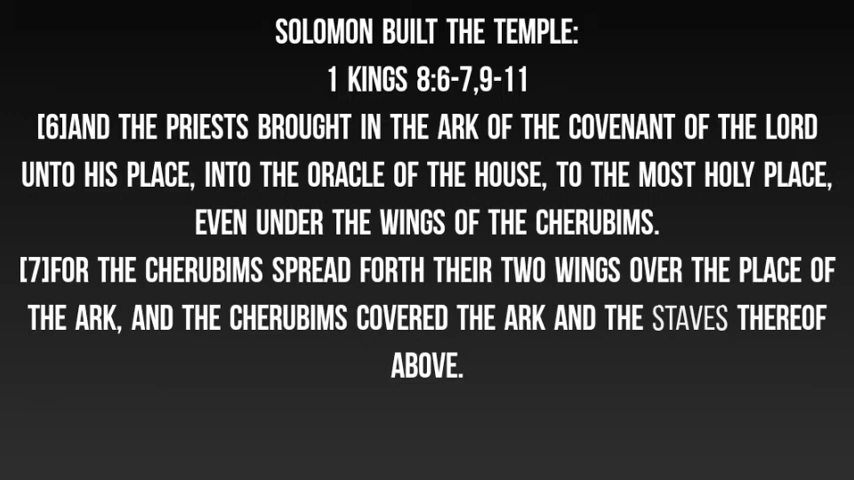 SOLOMON BUILT THE TEMPLE:
1 KINGS 8:6-7,9-11
[6]AND THE PRIESTS BROUGHT IN THE ARK OF THE COVENANT OF THE LORD
UNTO HIS PLACE, INTO THE ORACLE OF THE HOUSE, TO THE MOST HOLY PLACE,
EVEN UNDER THE WINGS OF THE CHERUBIMS.
[7]FOR THE CHERUBIMS SPREAD FORTH THEIR TWO WINGS OVER THE PLACE OF
THE ARK, AND THE CHERUBIMS COVERED THE ARK AND THE STAVES THEREOF
ABOVE.